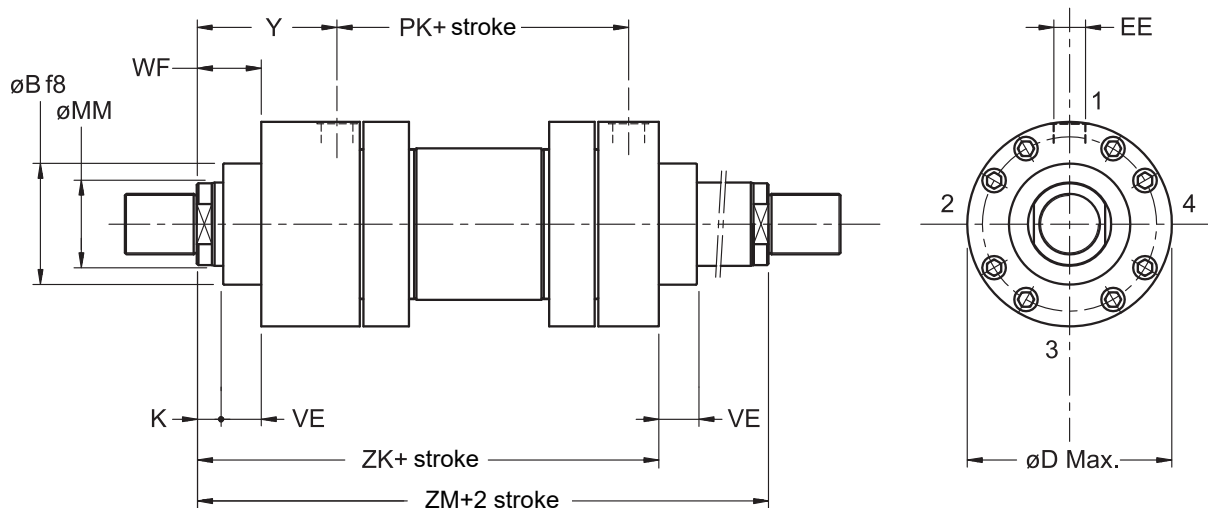 Y
PK+ stroke
EE
WF
øB f8
øMM
1
2
4
3
K
VE
VE
ZK+ stroke
øD Max.
ZM+2 stroke